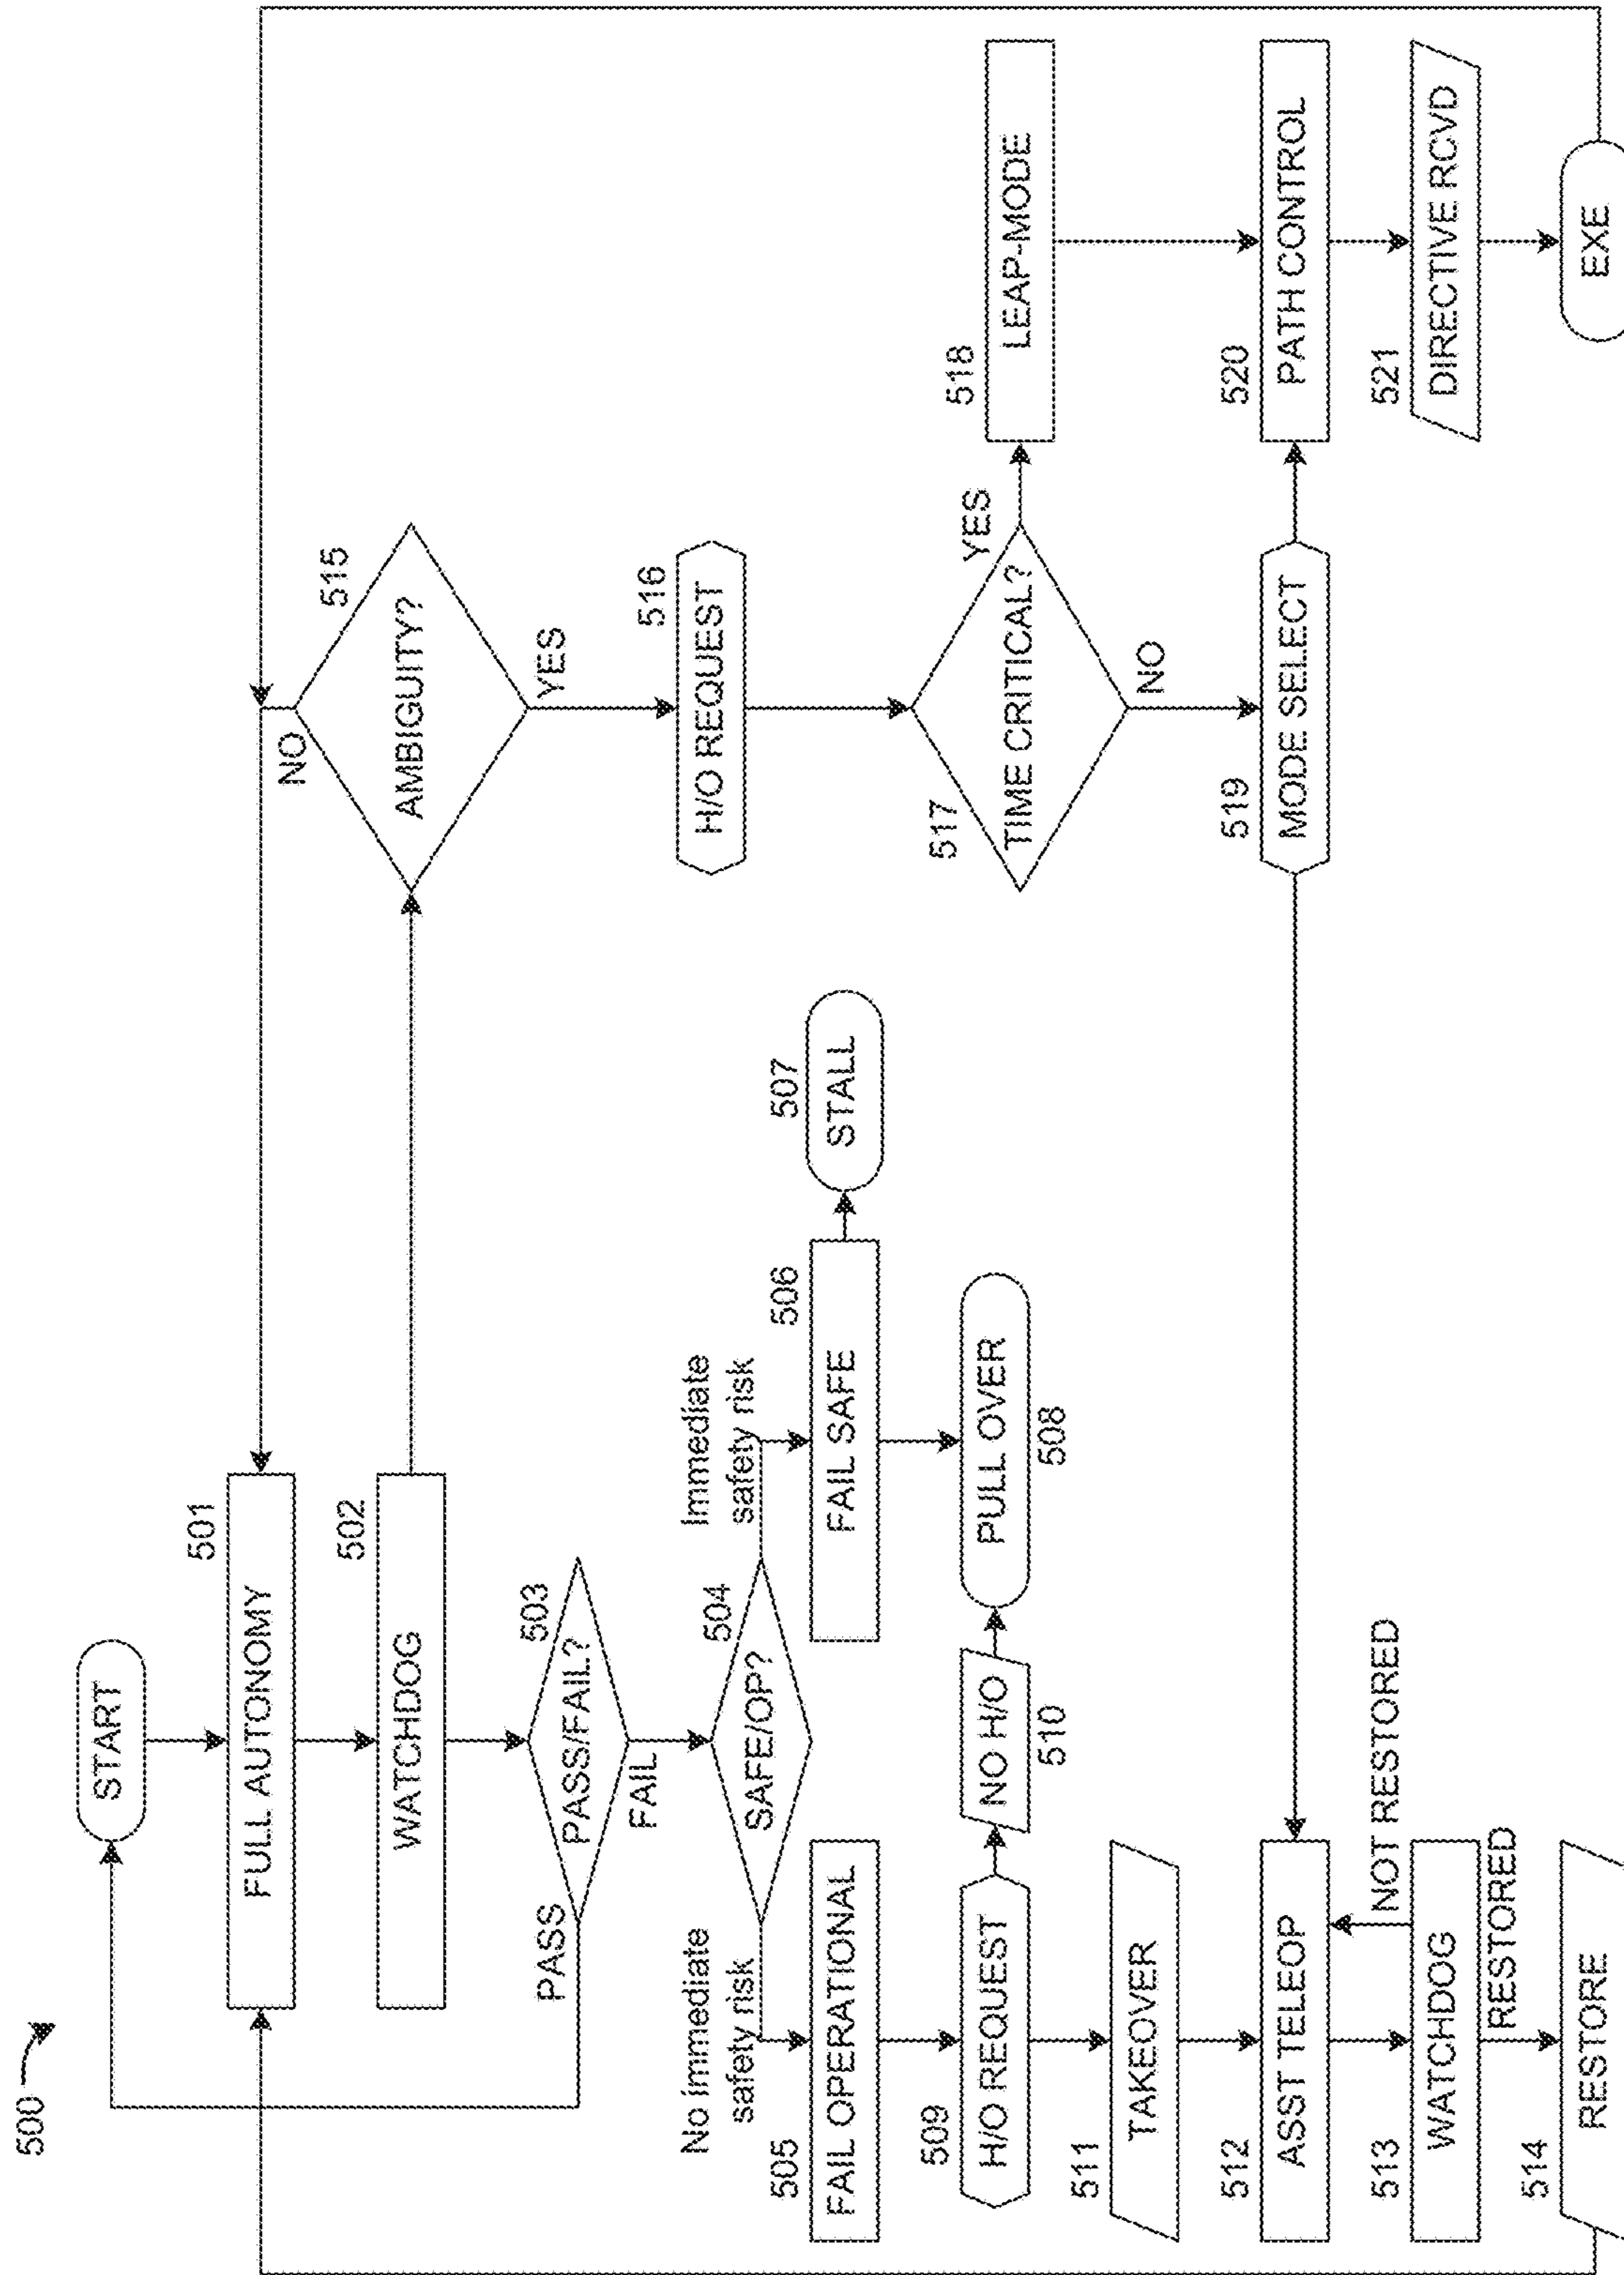 500
START
FULL AUTONOMY
501
WATCHDOG
502
PASS/FAIL?
503
PASS
FAIL
SAFE/OP?
504
No immediate
safety risk
Immediate
safety risk
505
FAIL OPERATIONAL
FAIL SAFE
506
STALL
507
509
H/O REQUEST
NO H/O
510
PULL OVER
508
511
TAKEOVER
512
ASST TELEOP
NOT RESTORED
513
WATCHDOG
RESTORED
514
RESTORE
NO
AMBIGUITY?
515
YES
H/O REQUEST
516
517
TIME CRITICAL?
YES
NO
518
LEAP-MODE
519
MODE SELECT
520
PATH CONTROL
521
DIRECTIVE RCVD
EXE